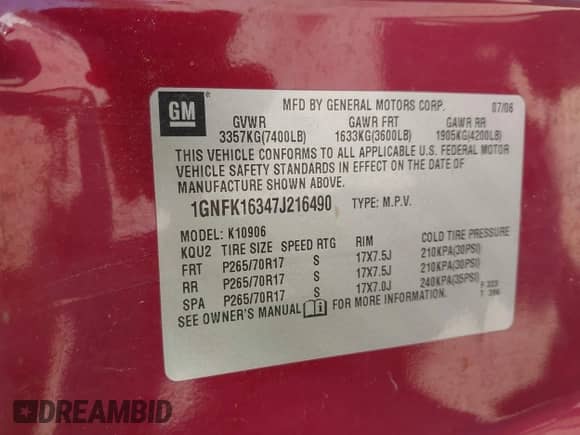 GM ®
MFD BY GENERAL MOTORS CORP. 07/06
GVWR GAWR FRT GAWR RR
3357KG(7400LB) 1633KG(3600LB) 1905KG(4200LB)
THIS VEHICLE CONFORMS TO ALL APPLICABLE U.S. FEDERAL MOTOR
VEHICLE SAFETY STANDARDS IN EFFECT ON THE DATE OF
MANUFACTURE SHOWN ABOVE.
1GNFK16347J216490 TYPE: M.P.V.
MODEL: K10906
KQU2 TIRE SIZE SPEED RTG RIM COLD TIRE PRESSURE
FRT P265/70R17 S 17X7.5J 210KPA(30PSI)
RR P265/70R17 S 17X7.5J 210KPA(30PSI)
SPA P265/70R17 S 17X7.0J 240KPA(35PSI)
SEE OWNER'S MANUAL i FOR MORE INFORMATION.
DREAMBID